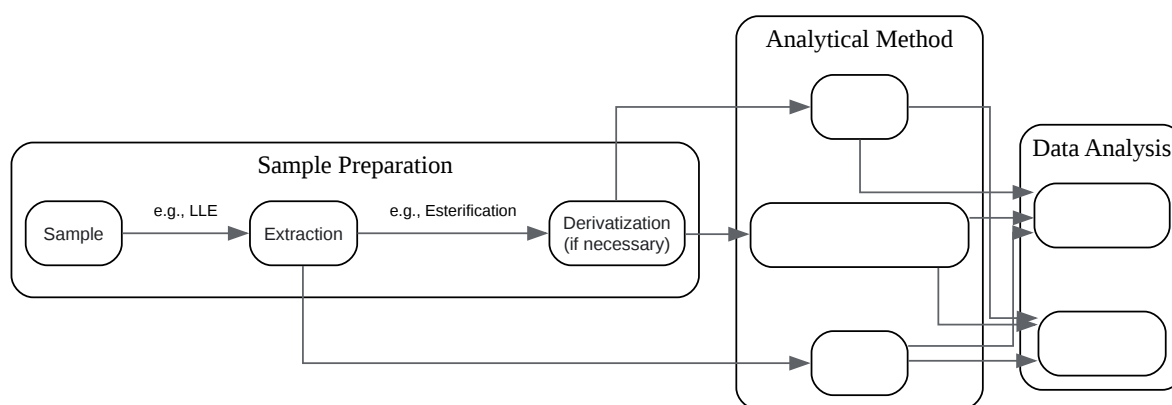 Analytical Method
Sample Preparation
Data Analysis
e.g., LLE
e.g., Esterification
Sample
Extraction
Derivatization
(if necessary)